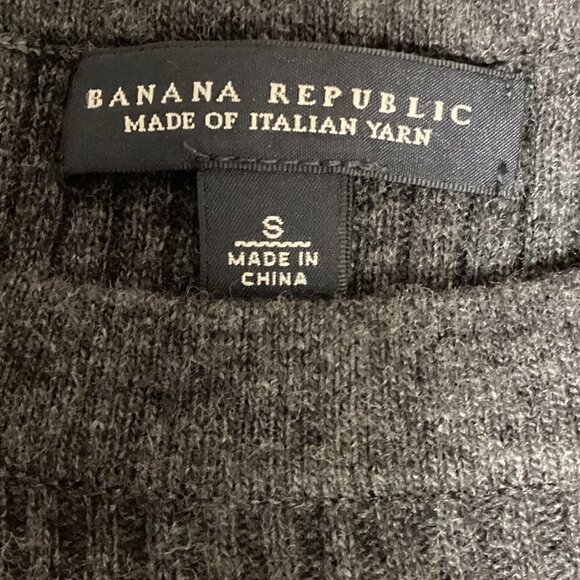 BANANA REPUBLIC
MADE OF ITALIAN YARN
S
MADE IN
CHINA